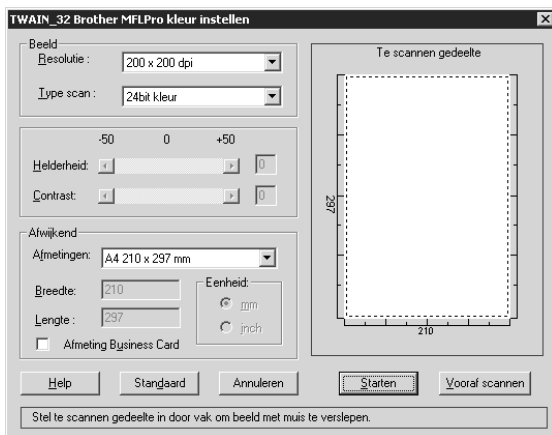 TWAIN_32 Brother MFLPro kleur instellen
Beeld
Resolutie : 200 x 200 dpi
Type scan : 24bit kleur
-50 0 +50
Helderheid: 0
Contrast: 0
Afwijkend
Afmetingen: A4 210 x 297 mm
Breedte: 210
Lengte : 297
Eenheid:
mm
inch
Afmeting Business Card
Te scannen gedeelte
297
210
Help Standaard Annuleren Starten Vooraf scannen
Stel te scannen gedeelte in door vak om beeld met muis te verslepen.